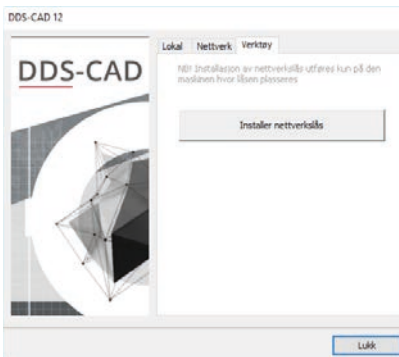 DDS-CAD 12
Lokal Nettverk Verktøy
DDS-CAD
NB! Installasjon av nettverkslås utføres kun på den
maskinen hvor låsen plasseres
Installer nettverkslås
Lukk